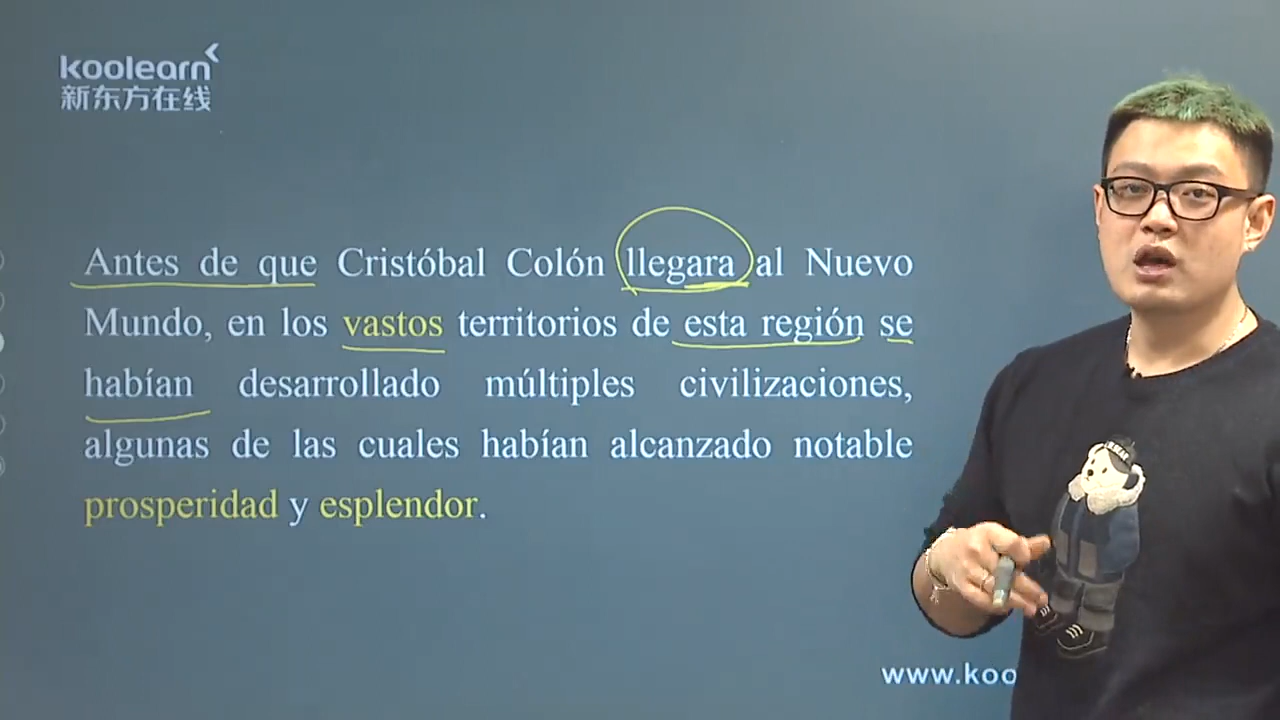 koolearn
新东方在线
Antes de que Cristóbal Colón llegara al Nuevo
Mundo, en los vastos territorios de esta región se
habían desarrollado múltiples civilizaciones,
algunas de las cuales habían alcanzado notable
prosperidad y esplendor.
www.koo